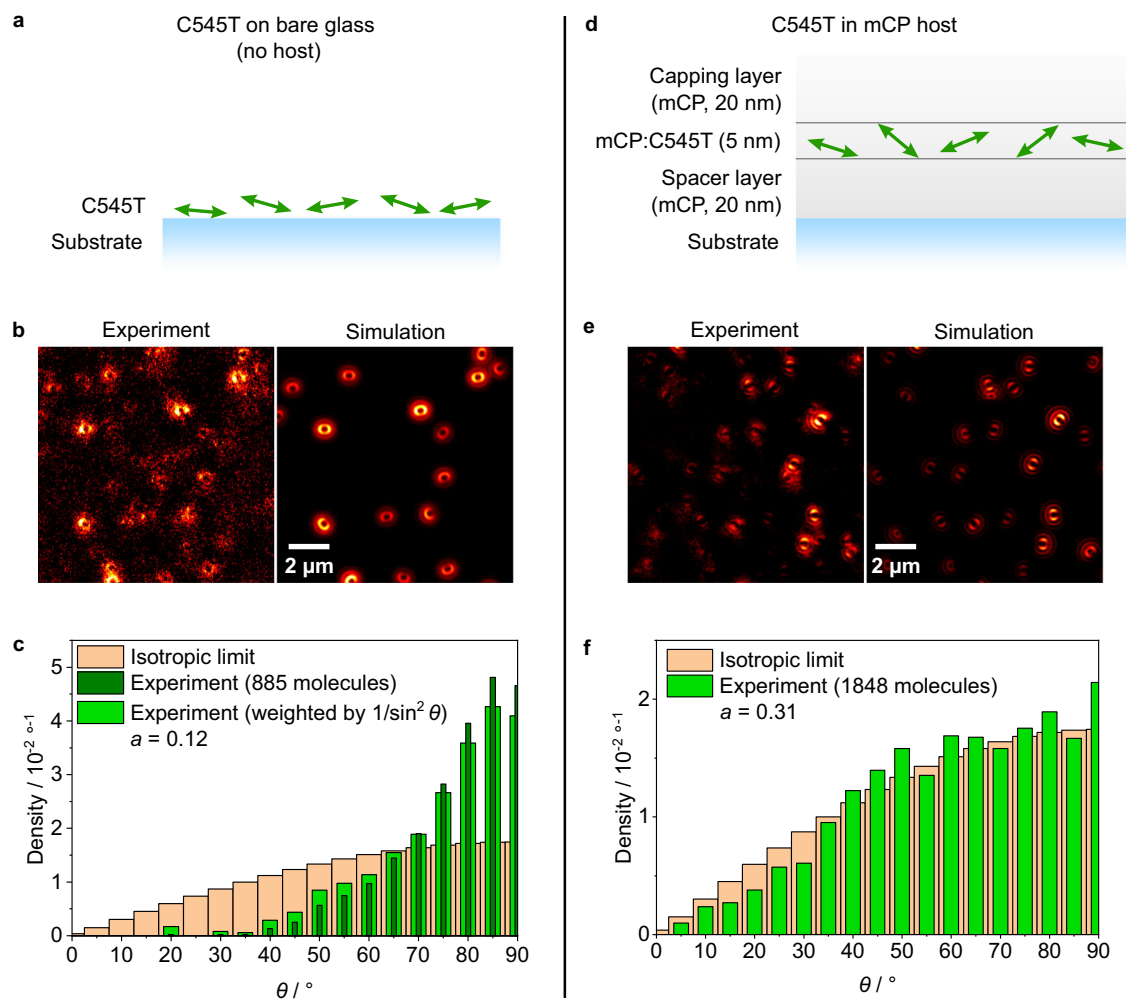 a
C545T on bare glass
(no host)
C545T
Substrate
b
Experiment
Simulation
2 µm
c
Isotropic limit
Experiment (885 molecules)
Experiment (weighted by 1/sin² θ)
a = 0.12
Density / 10⁻² °⁻¹
5
4
3
2
1
0
0 10 20 30 40 50 60 70 80 90
θ / °
d
C545T in mCP host
Capping layer
(mCP, 20 nm)
mCP:C545T (5 nm)
Spacer layer
(mCP, 20 nm)
Substrate
e
Experiment
Simulation
2 µm
f
Isotropic limit
Experiment (1848 molecules)
a = 0.31
Density / 10⁻² °⁻¹
2
1
0
0 10 20 30 40 50 60 70 80 90
θ / °